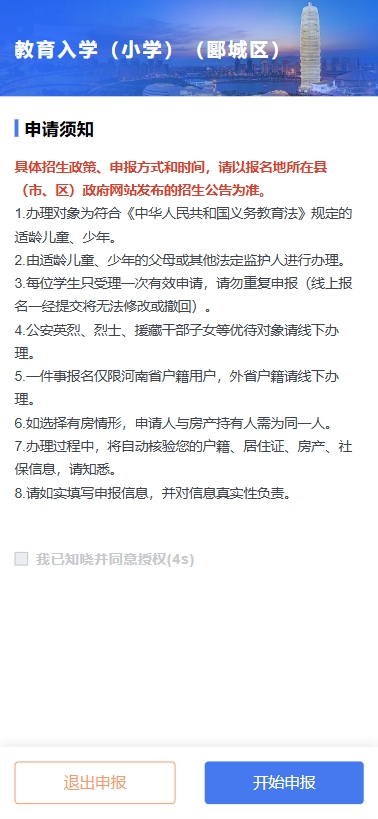 教育入学（小学）（郾城区）
申请须知
具体招生政策、申报方式和时间，请以报名地所在县
（市、区）政府网站发布的招生公告为准。
1.办理对象为符合《中华人民共和国义务教育法》规定的
适龄儿童、少年。
2.由适龄儿童、少年的父母或其他法定监护人进行办理。
3.每位学生只受理一次有效申请，请勿重复申报（线上报
名一经提交将无法修改或撤回）。
4.公安英烈、烈士、援藏干部子女等优待对象请线下办
理。
5.一件事报名仅限河南省户籍用户，外省户籍请线下办
理。
6.如选择有房情形，申请人与房产持有人需为同一人。
7.办理过程中，将自动核验您的户籍、居住证、房产、社
保信息，请知悉。
8.请如实填写申报信息，并对信息真实性负责。
我已知晓并同意授权(4s)
退出申报
开始申报